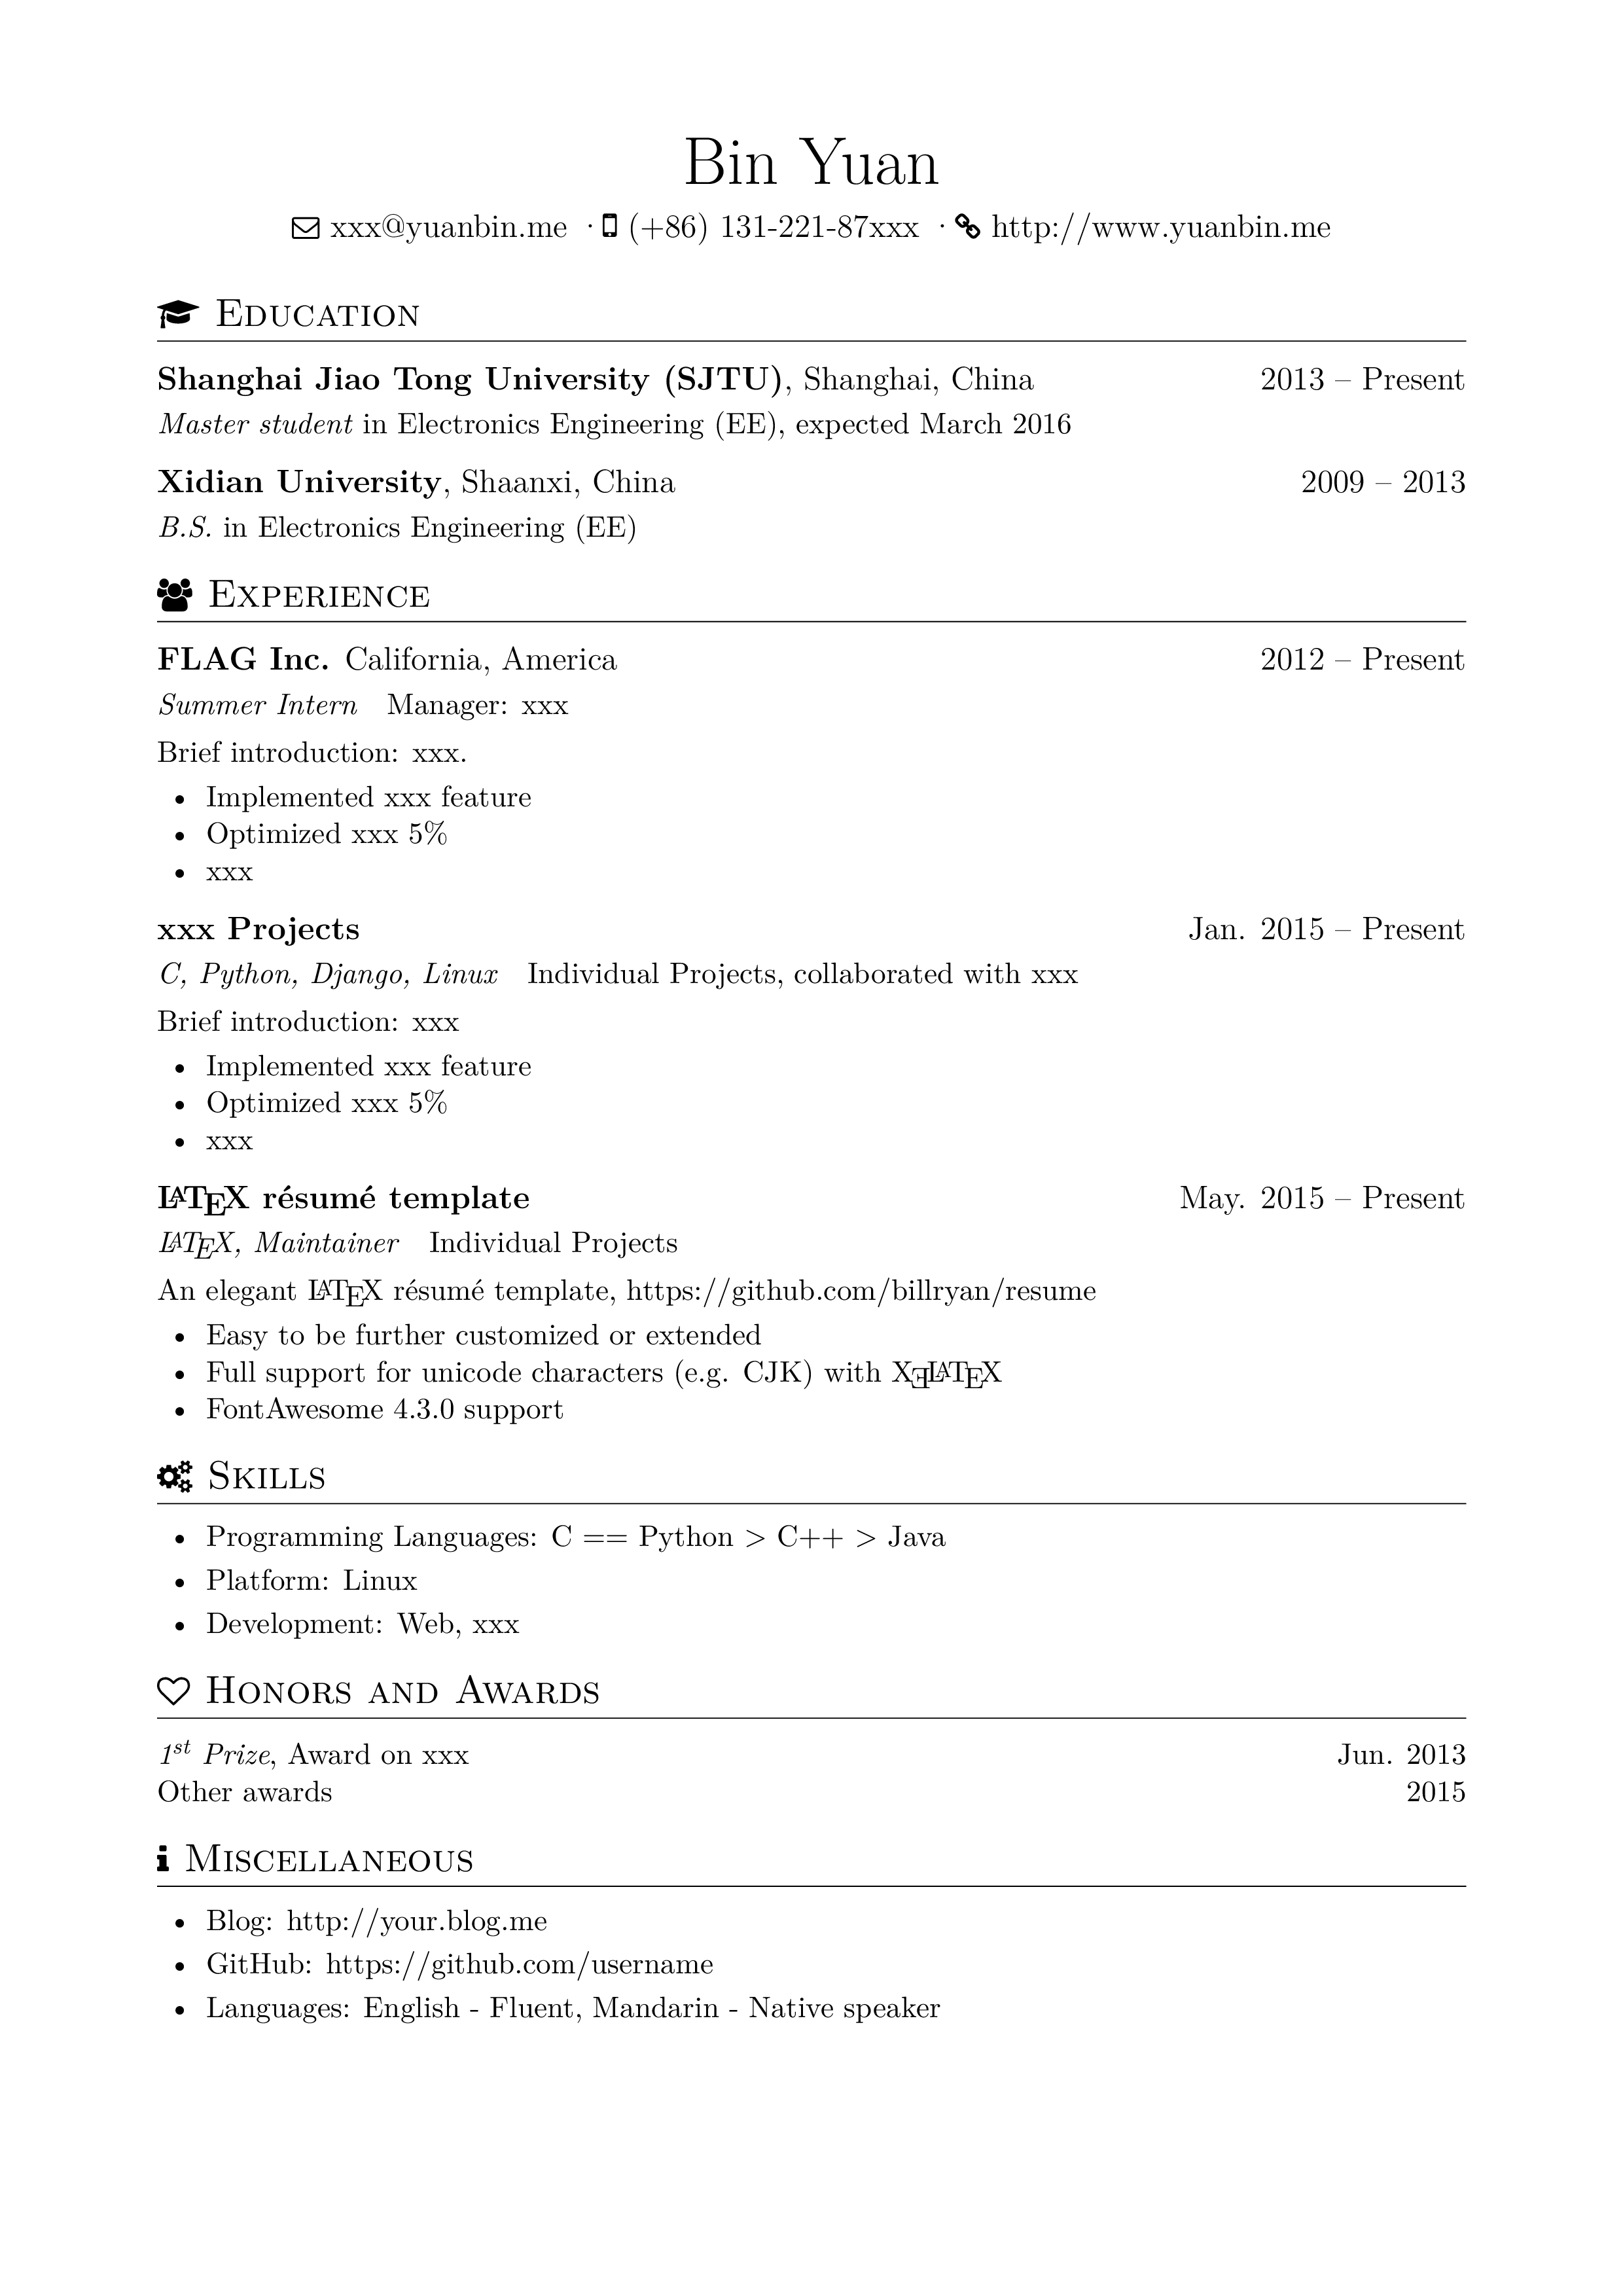 Bin Yuan
xxx@yuanbin.me · (+86) 131-221-87xxx · http://www.yuanbin.me
Education
Shanghai Jiao Tong University (SJTU), Shanghai, China 2013 – Present
Master student in Electronics Engineering (EE), expected March 2016
Xidian University, Shaanxi, China 2009 – 2013
B.S. in Electronics Engineering (EE)
Experience
FLAG Inc. California, America 2012 – Present
Summer Intern Manager: xxx
Brief introduction: xxx.
• Implemented xxx feature
• Optimized xxx 5%
• xxx
xxx Projects Jan. 2015 – Present
C, Python, Django, Linux Individual Projects, collaborated with xxx
Brief introduction: xxx
• Implemented xxx feature
• Optimized xxx 5%
• xxx
LATEX résumé template May. 2015 – Present
LATEX, Maintainer Individual Projects
An elegant LATEX résumé template, https://github.com/billryan/resume
• Easy to be further customized or extended
• Full support for unicode characters (e.g. CJK) with XƎLATEX
• FontAwesome 4.3.0 support
Skills
• Programming Languages: C == Python > C++ > Java
• Platform: Linux
• Development: Web, xxx
Honors and Awards
1st Prize, Award on xxx Jun. 2013
Other awards 2015
Miscellaneous
• Blog: http://your.blog.me
• GitHub: https://github.com/username
• Languages: English - Fluent, Mandarin - Native speaker